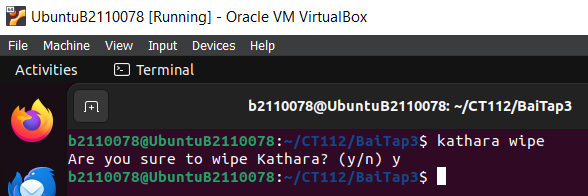 UbuntuB2110078 [Running] - Oracle VM VirtualBox
File Machine View Input Devices Help
Activities Terminal
b2110078@UbuntuB2110078: ~/CT112/BaiTap3
b2110078@UbuntuB2110078:~/CT112/BaiTap3$ kathara wipe
Are you sure to wipe Kathara? (y/n) y
b2110078@UbuntuB2110078:~/CT112/BaiTap3$